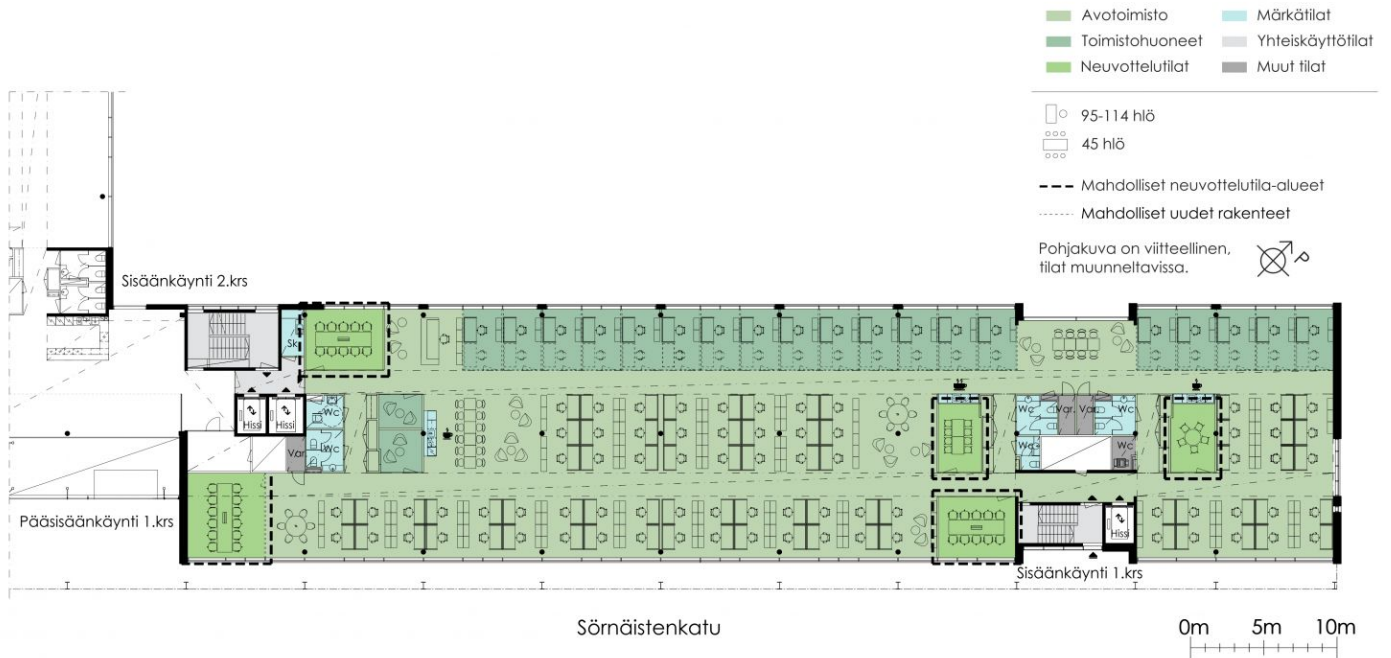 Avotoimisto
Märkätilat
Toimistohuoneet
Yhteiskäyttötilat
Neuvottelutilat
Muut tilat
95-114 hlö
45 hlö
Mahdolliset neuvottelutila-alueet
Mahdolliset uudet rakenteet
Pohjakuva on viitteellinen,
tilat muunneltavissa.
P
Sisäänkäynti 2.krs
Sk
Hissi
Hissi
Wc
Wc
Var
Wc
Var.
Var.
Wc
Wc
Wc
Pääsisäänkäynti 1.krs
Hissi
Sisäänkäynti 1.krs
Sörnäistenkatu
0m 5m 10m